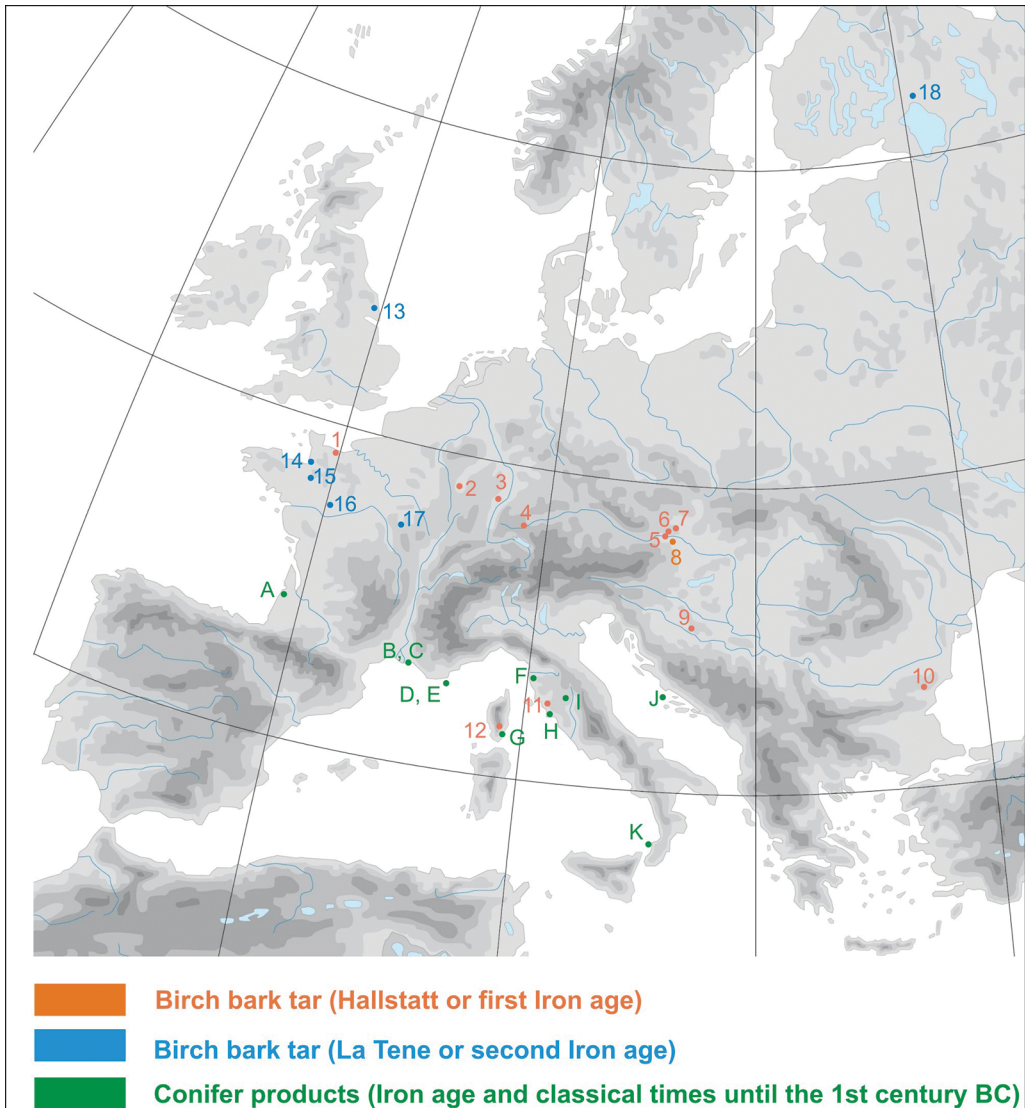 18
13
1
14
15
2
3
16
4
17
6
7
5
8
A
9
B, C
F
10
D, E
11
I
J
H
12
G
K
Birch bark tar (Hallstatt or first Iron age)
Birch bark tar (La Tene or second Iron age)
Conifer products (Iron age and classical times until the 1st century BC)